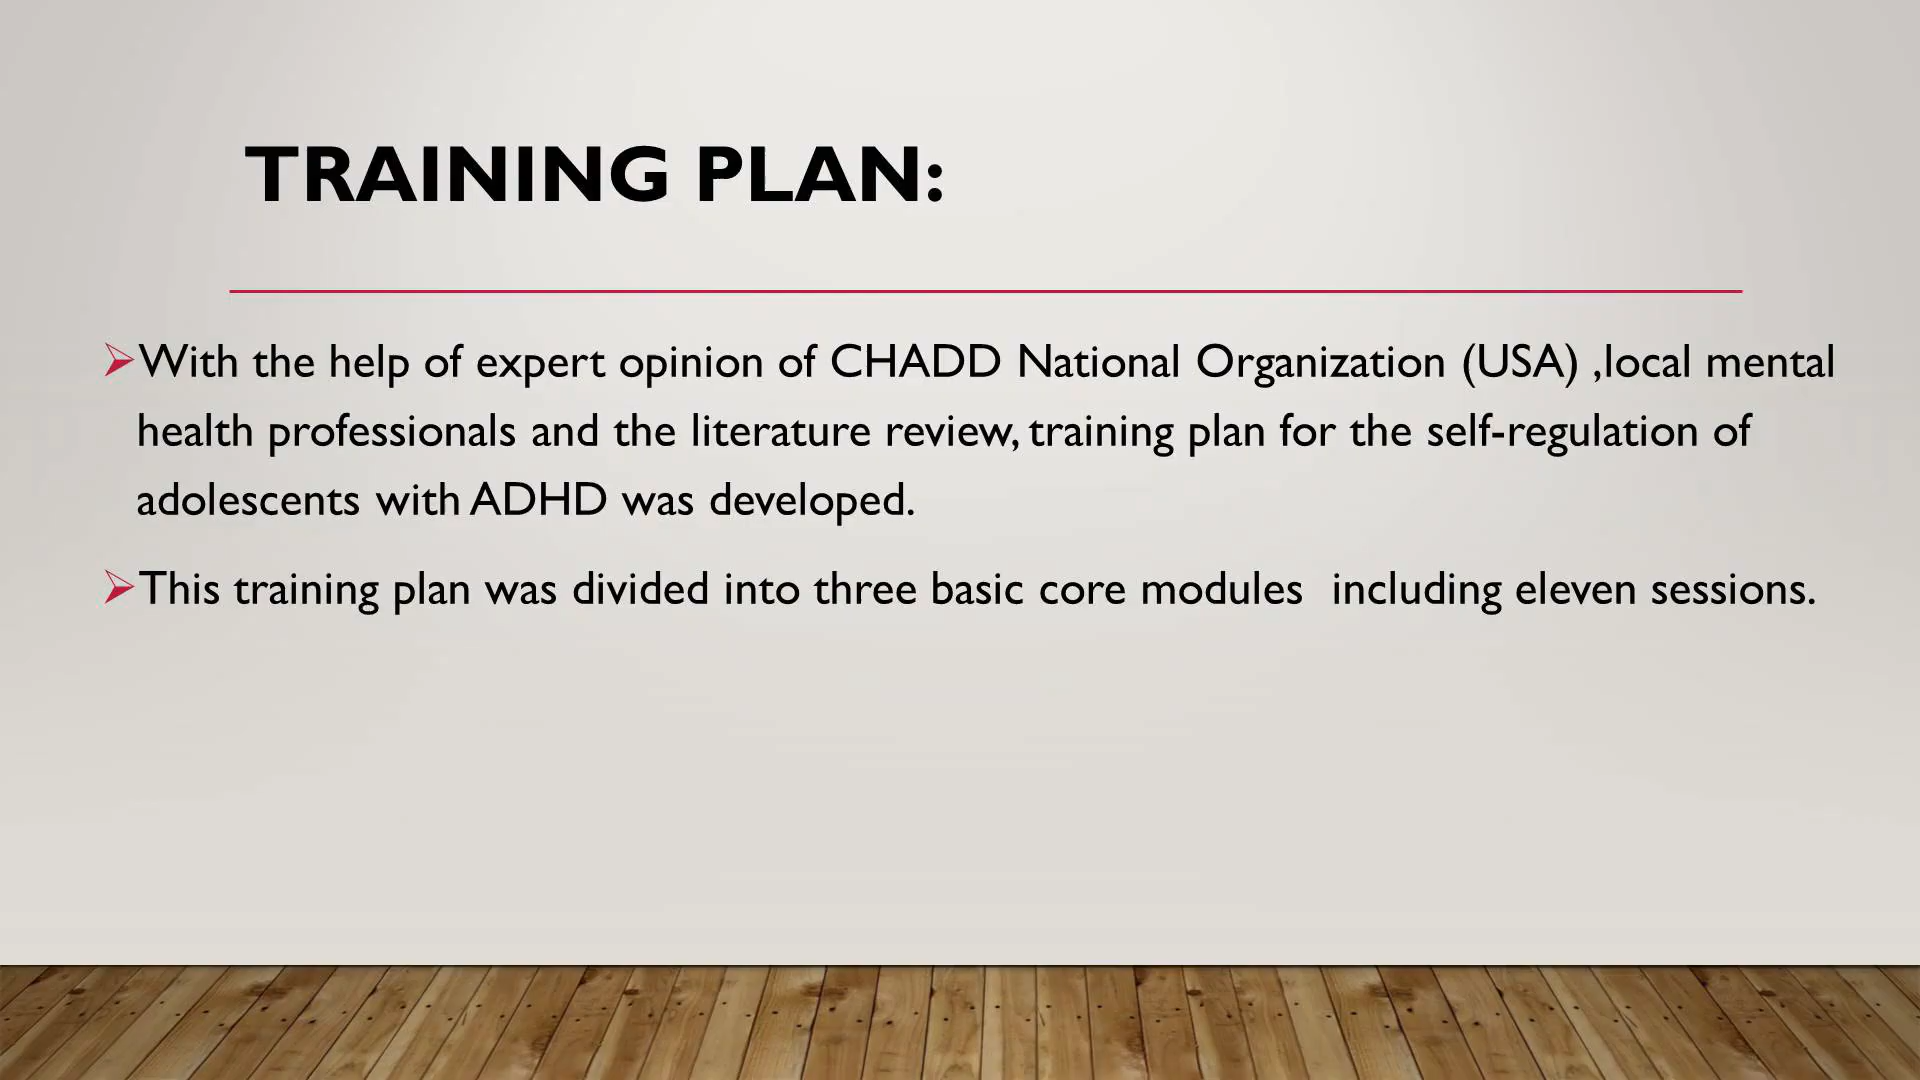 TRAINING PLAN:
➢With the help of expert opinion of CHADD National Organization (USA) ,local mental
health professionals and the literature review, training plan for the self-regulation of
adolescents with ADHD was developed.
➢This training plan was divided into three basic core modules  including eleven sessions.